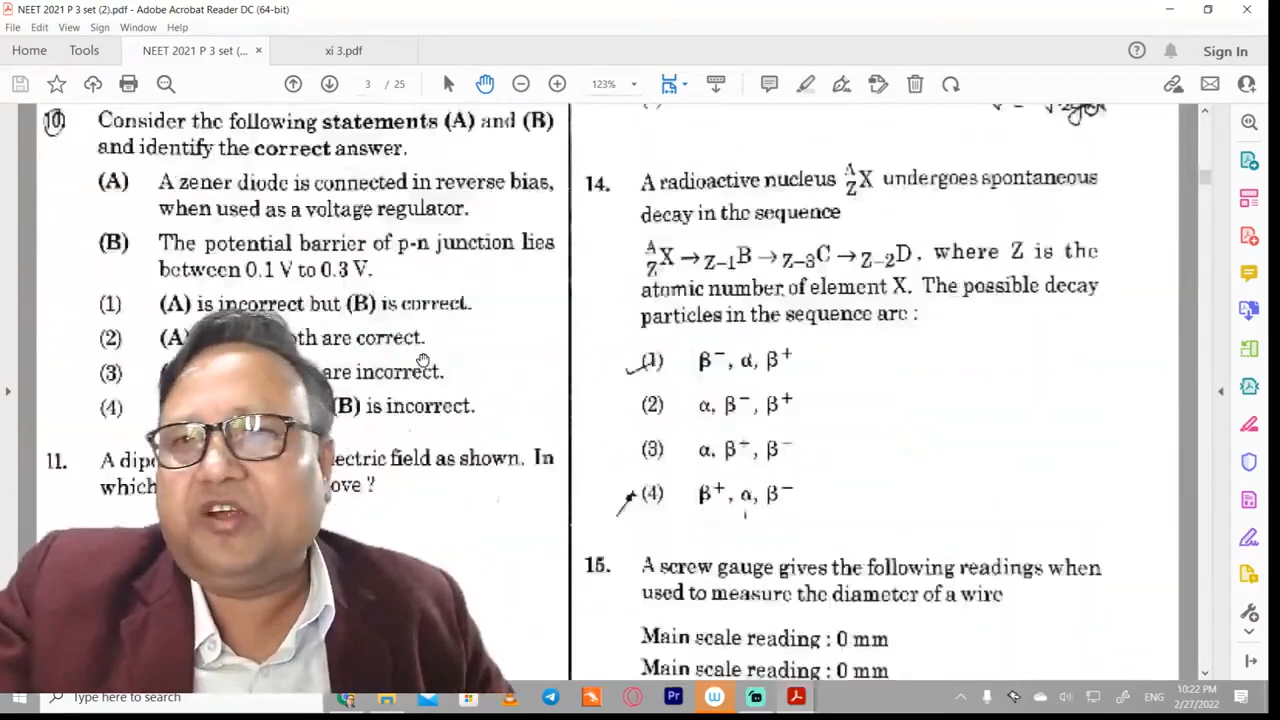 NEET 2021 P 3 set (2).pdf - Adobe Acrobat Reader DC (64-bit)
File Edit View Sign Window Help
Home Tools NEET 2021 P 3 set (... × xi 3.pdf Sign In
3 / 25 123%
10. Consider the following statements (A) and (B)
and identify the correct answer.
(A) A zener diode is connected in reverse bias,
when used as a voltage regulator.
(B) The potential barrier of p-n junction lies
between 0.1 V to 0.3 V.
(1) (A) is incorrect but (B) is correct.
(2) (A) both are correct.
(3) are incorrect.
(4) (B) is incorrect.
11. A electric field as shown. In
which
14. A radioactive nucleus ᴬ_ZX undergoes spontaneous
decay in the sequence
ᴬ_ZX → Z−1B → Z−3C → Z−2D, where Z is the
atomic number of element X. The possible decay
particles in the sequence are :
(1) β⁻, α, β⁺
(2) α, β⁻, β⁺
(3) α, β⁺, β⁻
(4) β⁺, α, β⁻
15. A screw gauge gives the following readings when
used to measure the diameter of a wire
Main scale reading : 0 mm
Main scale reading : 0 mm
Type here to search ENG 10:22 PM
2/27/2022